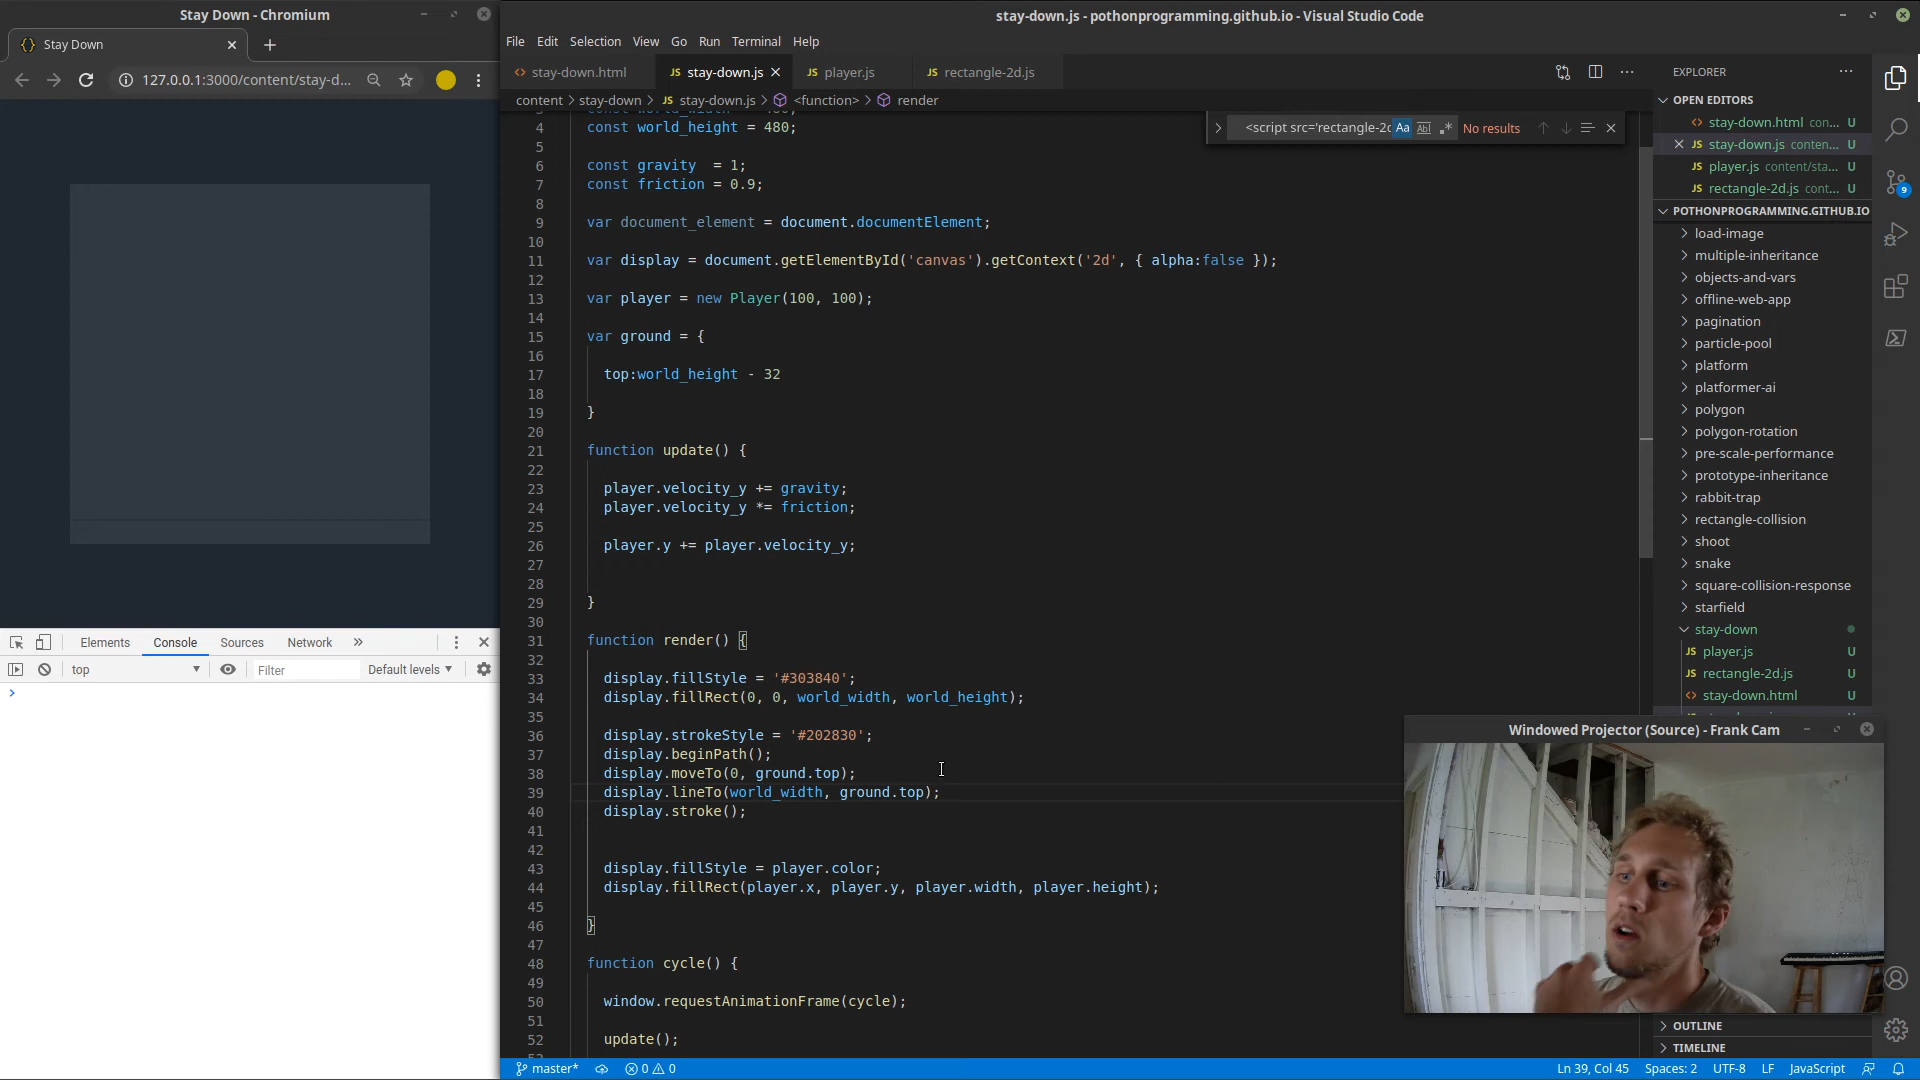 Stay Down - Chromium
Stay Down
127.0.0.1:3000/content/stay-d...
Elements
Console
Sources
Network
top
Filter
Default levels
stay-down.js - pothonprogramming.github.io - Visual Studio Code
File Edit Selection View Go Run Terminal Help
stay-down.html
stay-down.js
player.js
rectangle-2d.js
content > stay-down > stay-down.js > <function> > render
<script src='rectangle-2d
No results
4 const world_height = 480;
5
6 const gravity  = 1;
7 const friction = 0.9;
8
9 var document_element = document.documentElement;
10
11 var display = document.getElementById('canvas').getContext('2d', { alpha:false });
12
13 var player = new Player(100, 100);
14
15 var ground = {
16
17 top:world_height - 32
18
19 }
20
21 function update() {
22
23 player.velocity_y += gravity;
24 player.velocity_y *= friction;
25
26 player.y += player.velocity_y;
27
28
29 }
30
31 function render() {
32
33 display.fillStyle = '#303840';
34 display.fillRect(0, 0, world_width, world_height);
35
36 display.strokeStyle = '#202830';
37 display.beginPath();
38 display.moveTo(0, ground.top);
39 display.lineTo(world_width, ground.top);
40 display.stroke();
41
42
43 display.fillStyle = player.color;
44 display.fillRect(player.x, player.y, player.width, player.height);
45
46 }
47
48 function cycle() {
49
50 window.requestAnimationFrame(cycle);
51
52 update();
EXPLORER
OPEN EDITORS
stay-down.html con... U
stay-down.js conten... U
player.js content/sta... U
rectangle-2d.js cont... U
POTHONPROGRAMMING.GITHUB.IO
load-image
multiple-inheritance
objects-and-vars
offline-web-app
pagination
particle-pool
platform
platformer-ai
polygon
polygon-rotation
pre-scale-performance
prototype-inheritance
rabbit-trap
rectangle-collision
shoot
snake
square-collision-response
starfield
stay-down
player.js U
rectangle-2d.js U
stay-down.html U
OUTLINE
TIMELINE
9
Windowed Projector (Source) - Frank Cam
master*
0 0
Ln 39, Col 45
Spaces: 2
UTF-8
LF
JavaScript